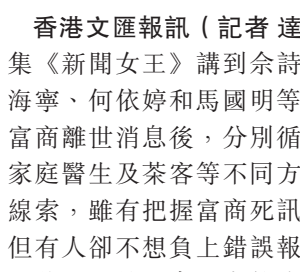 香港文匯報訊（記者 達
集《新聞女王》講到佘詩
海寧、何依婷和馬國明等
富商離世消息後，分別循
家庭醫生及茶客等不同方
線索，雖有把握富商死訊
但有人卻不想負上錯誤報